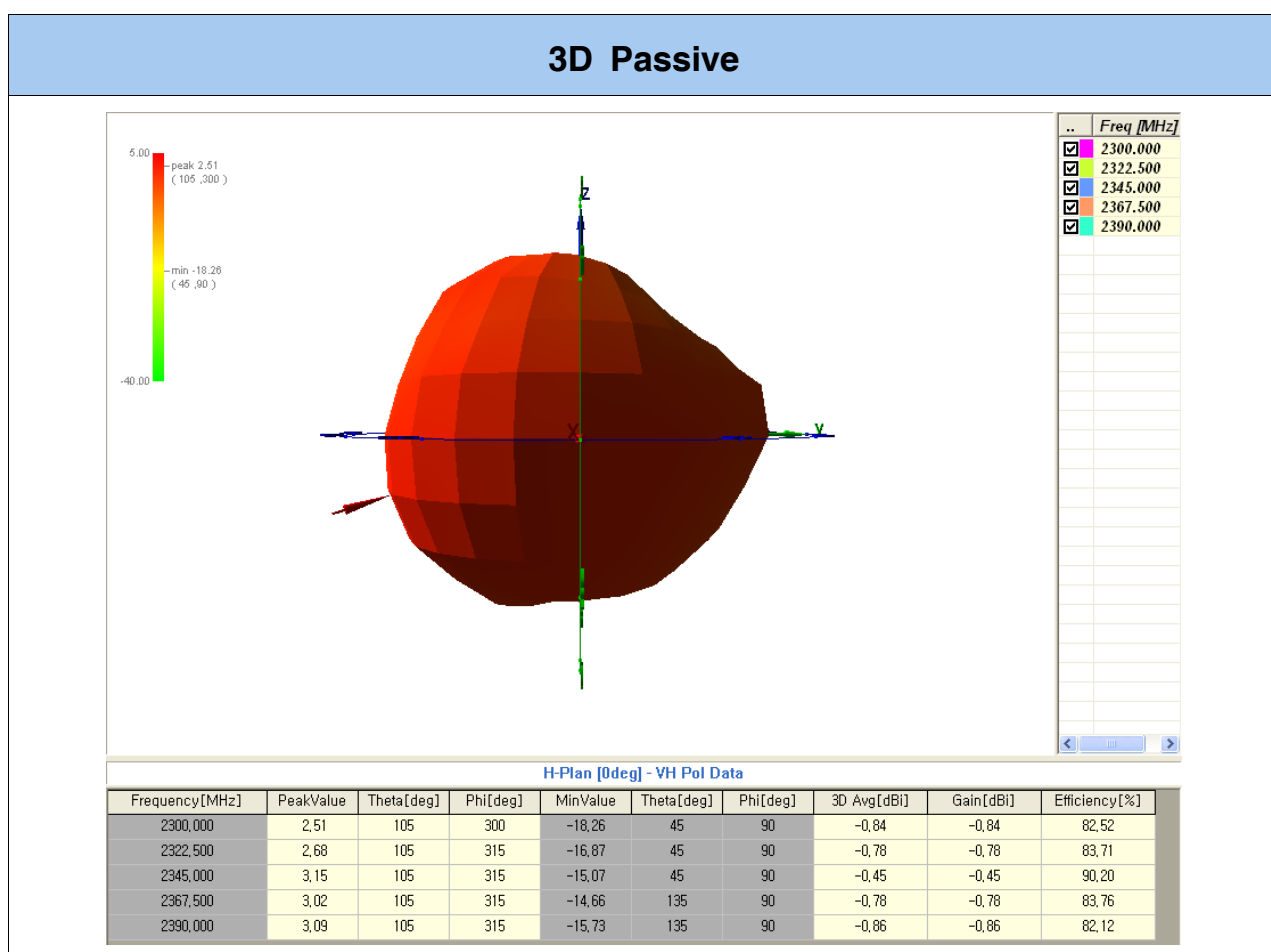 3D Passive
5.00
peak 2.51
( 105 ,300 )
min -18.26
( 45 ,90 )
-40.00
Z
X
Y
.. Freq [MHz]
2300.000
2322.500
2345.000
2367.500
2390.000
H-Plan [0deg] - VH Pol Data
Frequency[MHz] PeakValue Theta[deg] Phi[deg] MinValue Theta[deg] Phi[deg] 3D Avg[dBi] Gain[dBi] Efficiency[%]
2300,000 2,51 105 300 -18,26 45 90 -0,84 -0,84 82,52
2322,500 2,68 105 315 -16,87 45 90 -0,78 -0,78 83,71
2345,000 3,15 105 315 -15,07 45 90 -0,45 -0,45 90,20
2367,500 3,02 105 315 -14,66 135 90 -0,78 -0,78 83,76
2390,000 3,09 105 315 -15,73 135 90 -0,86 -0,86 82,12